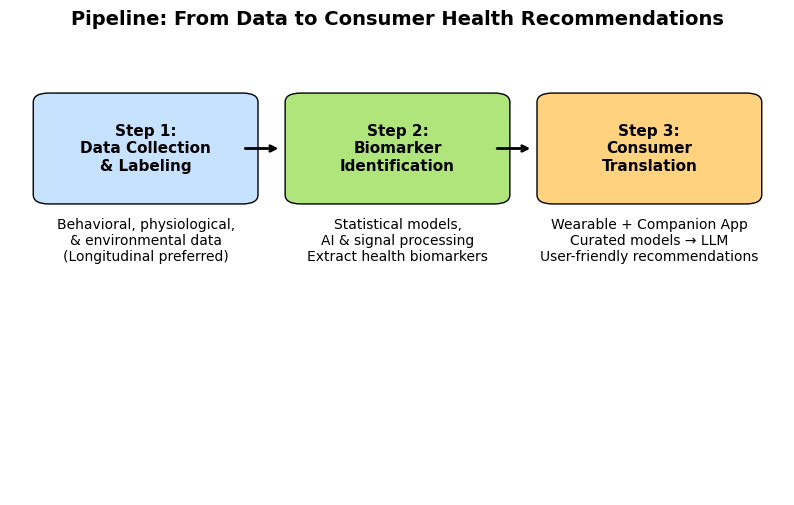 Pipeline: From Data to Consumer Health Recommendations
Step 1:
Data Collection
& Labeling
Step 2:
Biomarker
Identification
Step 3:
Consumer
Translation
Behavioral, physiological,
& environmental data
(Longitudinal preferred)
Statistical models,
AI & signal processing
Extract health biomarkers
Wearable + Companion App
Curated models → LLM
User-friendly recommendations